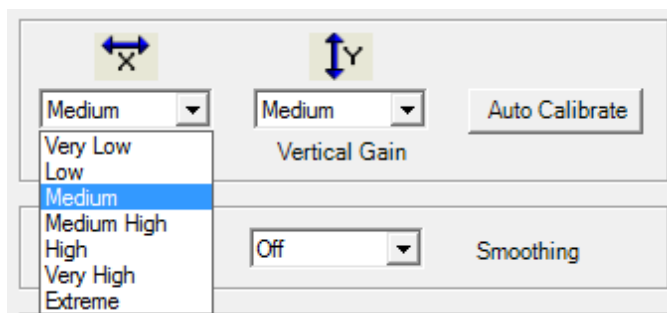 X
Y
Medium
Medium
Auto Calibrate
Very Low
Low
Medium
Medium High
High
Very High
Extreme
Vertical Gain
Off
Smoothing